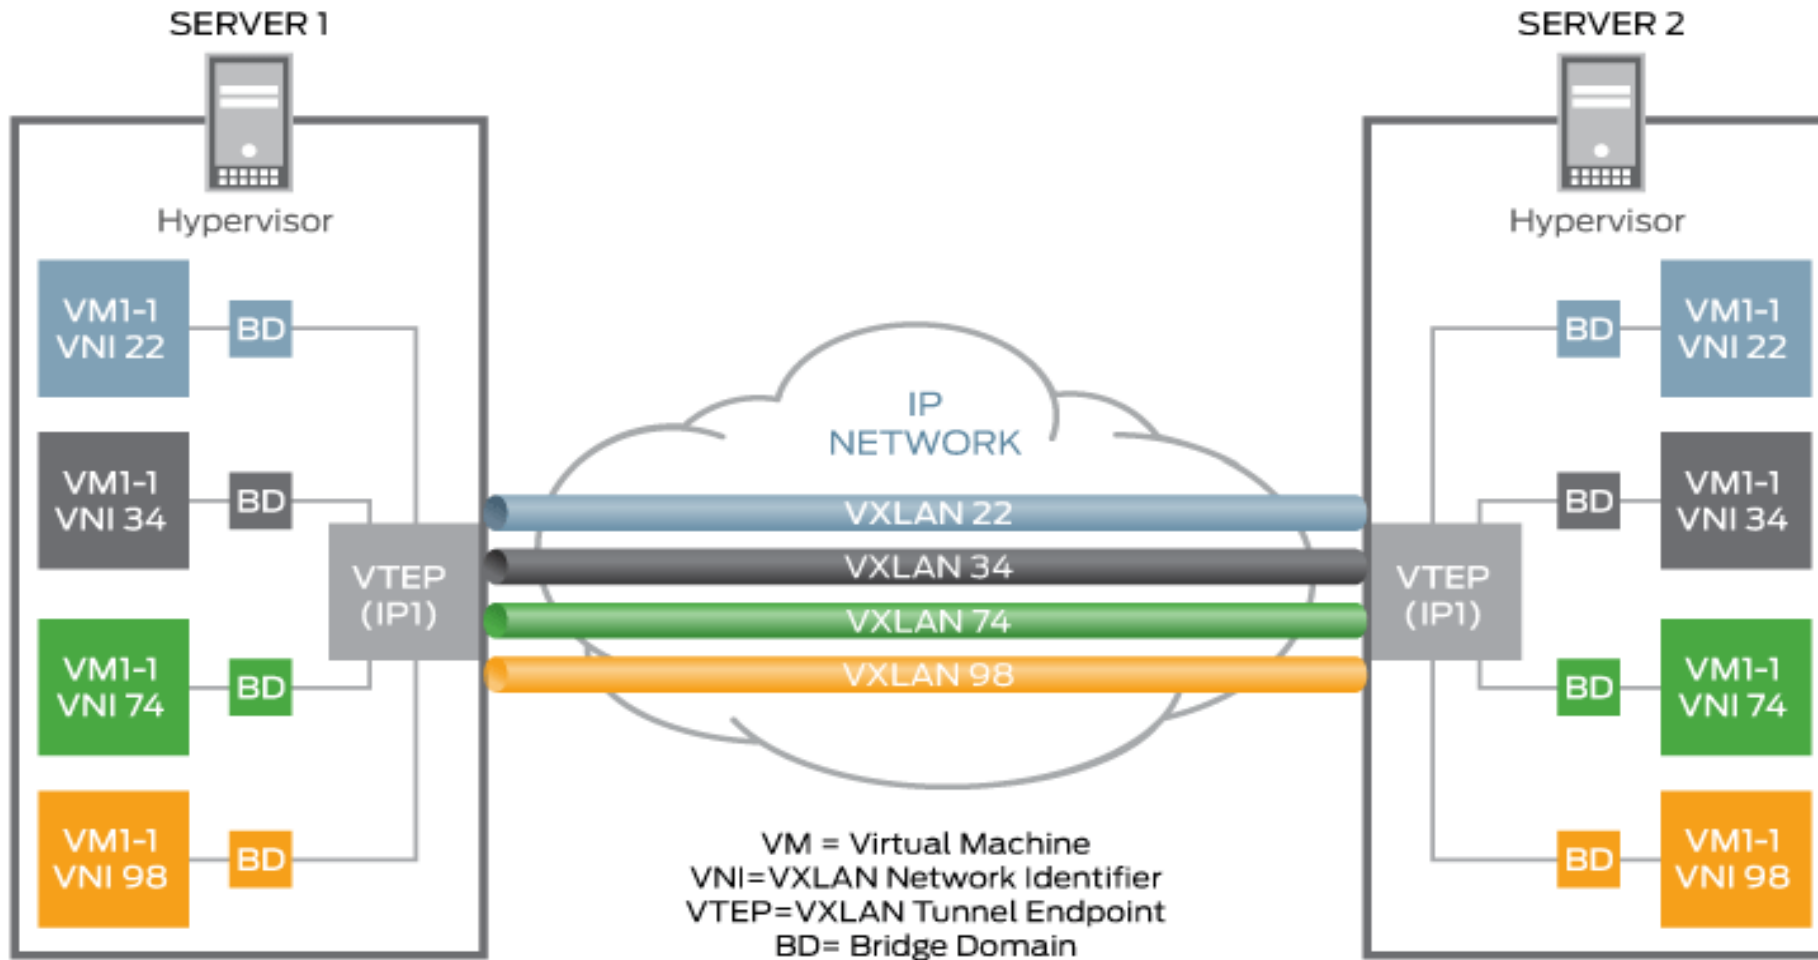 SERVER 1
Hypervisor
VM1-1
VNI 22
BD
VM1-1
VNI 34
BD
VTEP
(IP1)
VM1-1
VNI 74
BD
VM1-1
VNI 98
BD
IP
NETWORK
VXLAN 22
VXLAN 34
VXLAN 74
VXLAN 98
SERVER 2
Hypervisor
BD
VM1-1
VNI 22
BD
VM1-1
VNI 34
VTEP
(IP1)
BD
VM1-1
VNI 74
BD
VM1-1
VNI 98
VM = Virtual Machine
VNI=VXLAN Network Identifier
VTEP=VXLAN Tunnel Endpoint
BD= Bridge Domain